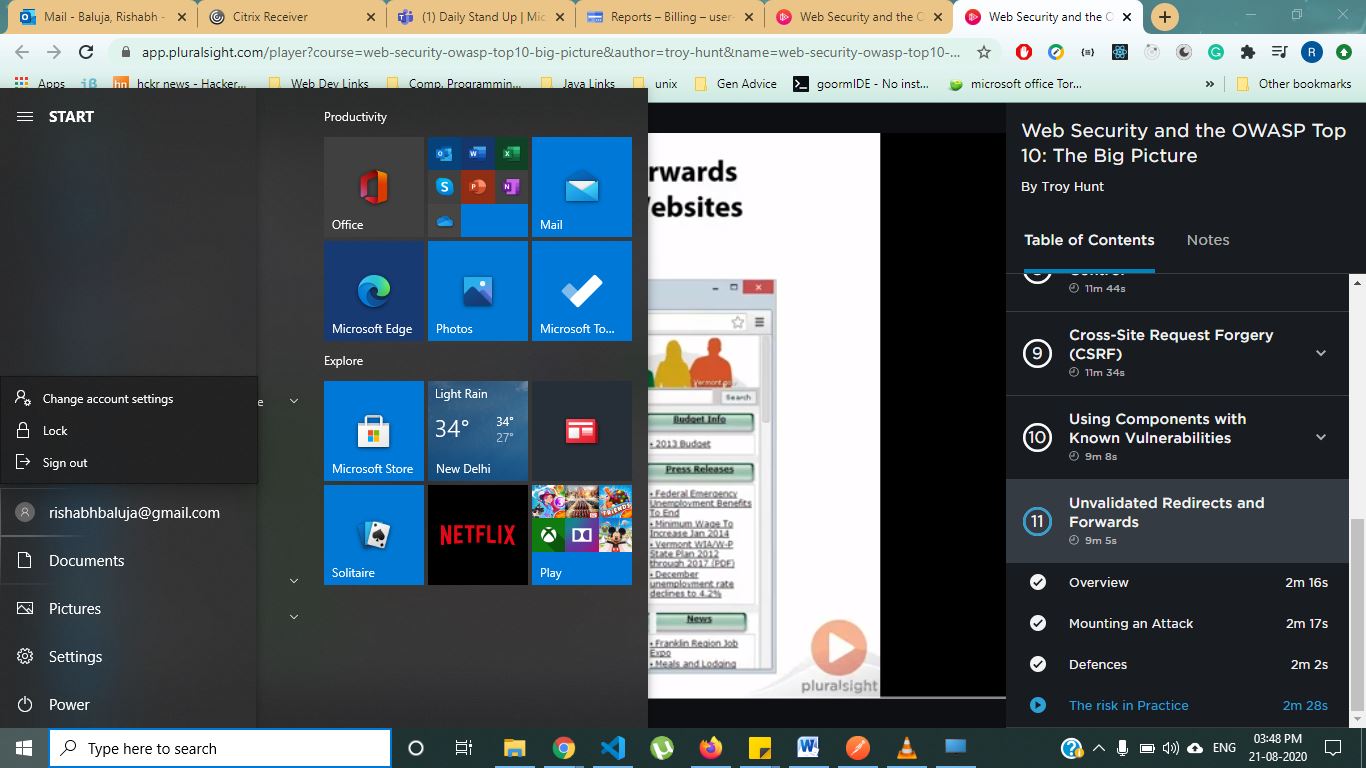 Mail - Baluja, Rishabh -
Citrix Receiver
(1) Daily Stand Up | Mic
Reports – Billing – user-
Web Security and the O
Web Security and the O
app.pluralsight.com/player?course=web-security-owasp-top10-big-picture&author=troy-hunt&name=web-security-owasp-top10-...
R
Apps
hckr news - Hacker...
Web Dev Links
Comp. Programmin...
Java Links
unix
Gen Advice
goormIDE - No inst...
microsoft office Tor...
»
Other bookmarks
START
Change account settings
Lock
Sign out
rishabhbaluja@gmail.com
Documents
Pictures
Settings
Power
Productivity
Office
Mail
Microsoft Edge
Photos
Microsoft To...
Explore
Microsoft Store
Light Rain
34°
34°
27°
New Delhi
Solitaire
NETFLIX
Play
rwards
ebsites
Search
Budget Info
• 2013 Budget
Press Releases
• Federal Emergency
Unemployment Benefits
To End
• Minimum Wage To
Increase Jan 2014
• Vermont WIA/W-P
State Plan 2012
through 2017 (PDF)
• December
unemployment rate
declines to 4.2%
News
• Franklin Region Job
Expo
• Meals and Lodging
pluralsight
Web Security and the OWASP Top
10: The Big Picture
By Troy Hunt
Table of Contents
Notes
11m 44s
9
Cross-Site Request Forgery
(CSRF)
11m 34s
10
Using Components with
Known Vulnerabilities
9m 8s
11
Unvalidated Redirects and
Forwards
9m 5s
Overview 2m 16s
Mounting an Attack 2m 17s
Defences 2m 2s
The risk in Practice 2m 28s
Type here to search
ENG
03:48 PM
21-08-2020